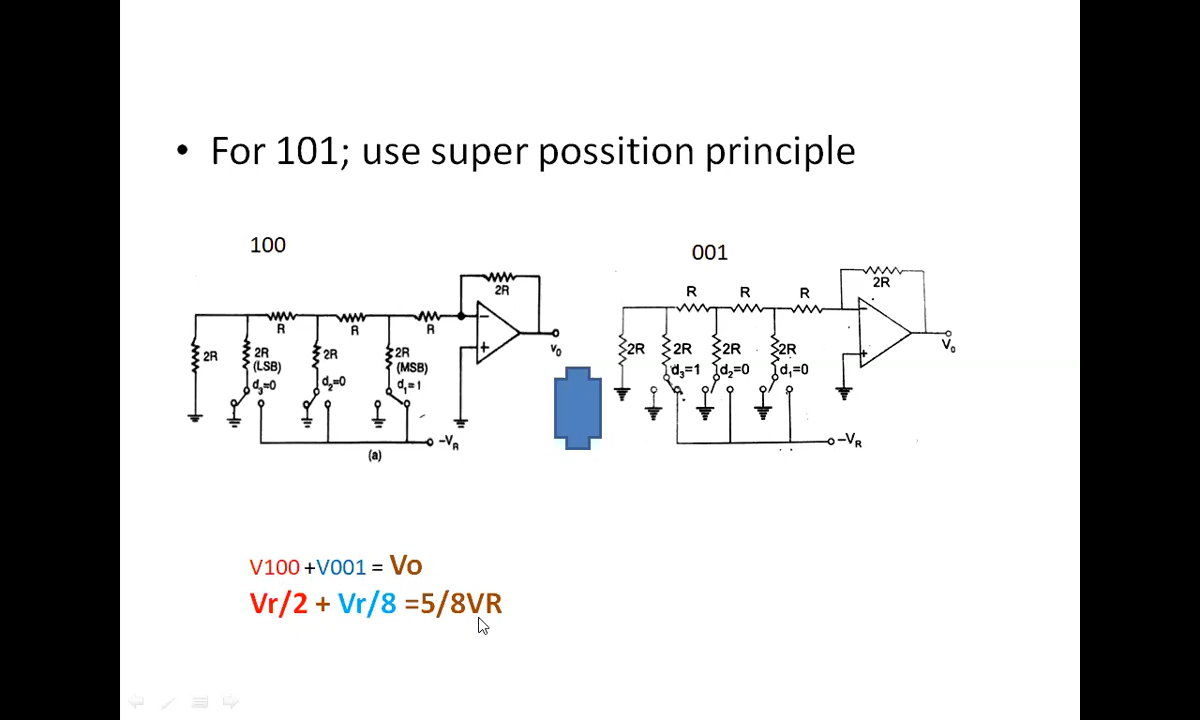 • For 101; use super possition principle
100
2R
R
R
R
2R
2R
(LSB)
d₃=0
2R
d₂=0
2R
(MSB)
d₁=1
V₀
-V_R
(a)
001
2R
R
R
R
2R
2R
d₃=1
2R
d₂=0
2R
d₁=0
V₀
-V_R
V100 +V001 = Vo
Vr/2 + Vr/8 =5/8VR